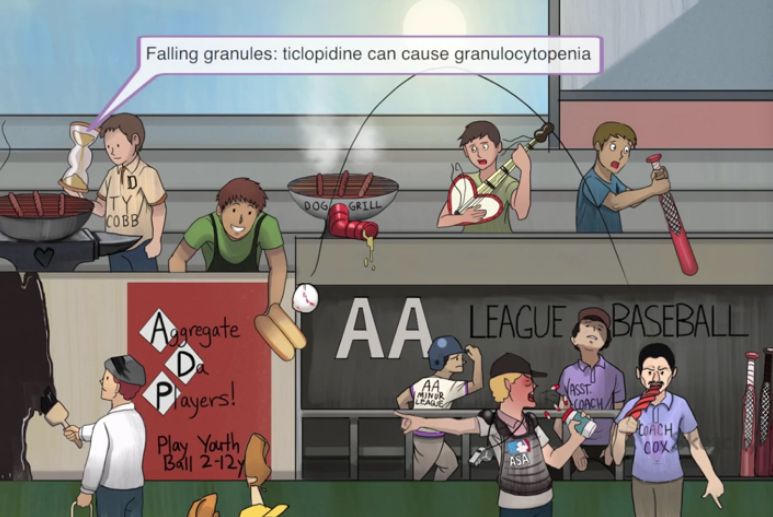 Falling granules: ticlopidine can cause granulocytopenia
D
TY
COBB
DOG GRILL
AA LEAGUE BASEBALL
Aggregate
Da
Players!
Play Youth
Ball 2-12y
AA
MINOR
LEAGUE
ASST.
COACH
COACH
COX
ASA